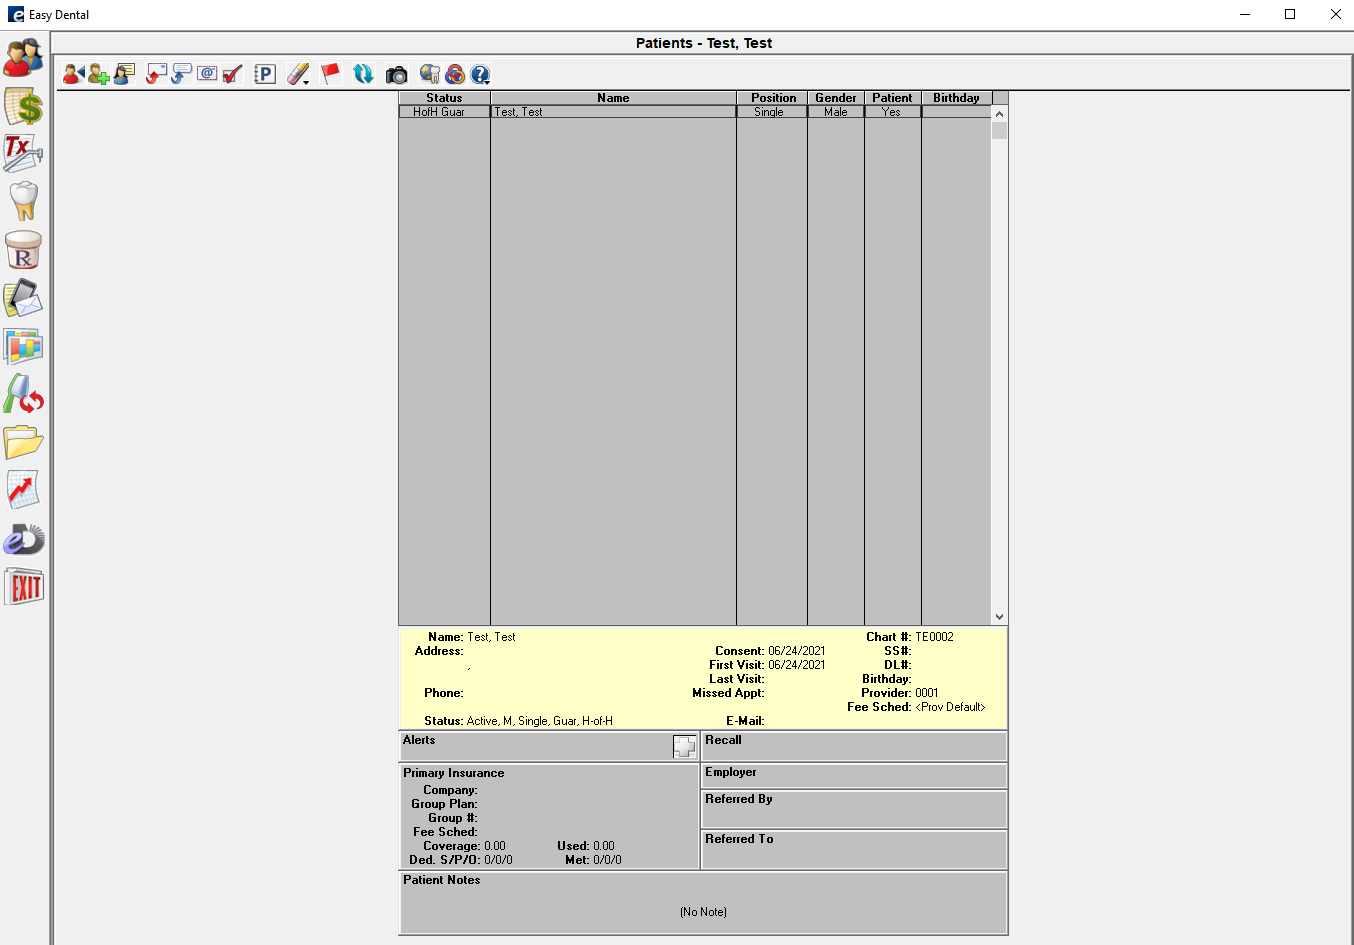 Easy Dental
Patients - Test, Test
Status Name Position Gender Patient Birthday
HofH Guar Test, Test Single Male Yes
Name: Test, Test Chart #: TE0002
Address: Consent: 06/24/2021 SS#:
, First Visit: 06/24/2021 DL#:
Last Visit: Birthday:
Phone: Missed Appt: Provider: 0001
Fee Sched: <Prov Default>
Status: Active, M, Single, Guar, H-of-H E-Mail:
Alerts Recall
Primary Insurance Employer
Company:
Group Plan: Referred By
Group #:
Fee Sched:
Coverage: 0.00 Used: 0.00 Referred To
Ded. S/P/O: 0/0/0 Met: 0/0/0
Patient Notes
(No Note)
$
Tx
Rx
@
P
?
e
EXIT